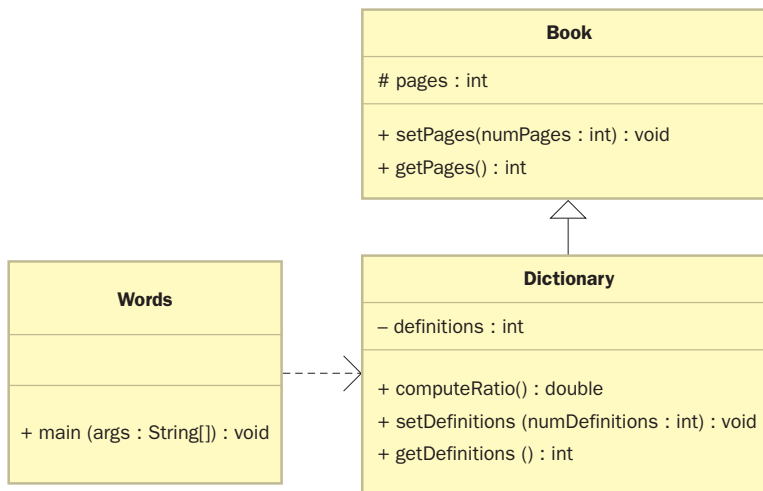 Book
# pages : int
+ setPages(numPages : int) : void
+ getPages() : int
Words
+ main (args : String[]) : void
Dictionary
– definitions : int
+ computeRatio() : double
+ setDefinitions (numDefinitions : int) : void
+ getDefinitions () : int